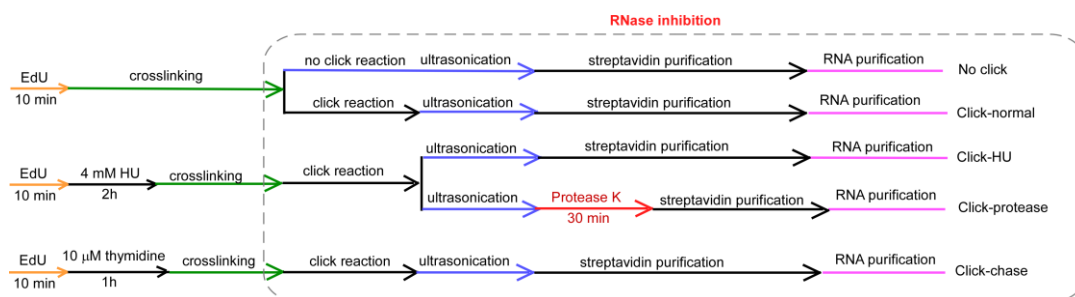 RNase inhibition
EdU
10 min
crosslinking
no click reaction ultrasonication streptavidin purification RNA purification No click
click reaction ultrasonication streptavidin purification RNA purification Click-normal
EdU
10 min
4 mM HU
2h
crosslinking
click reaction
ultrasonication streptavidin purification RNA purification Click-HU
ultrasonication Protease K
30 min
streptavidin purification RNA purification Click-protease
EdU
10 min
10 μM thymidine
1h
crosslinking click reaction ultrasonication streptavidin purification RNA purification Click-chase